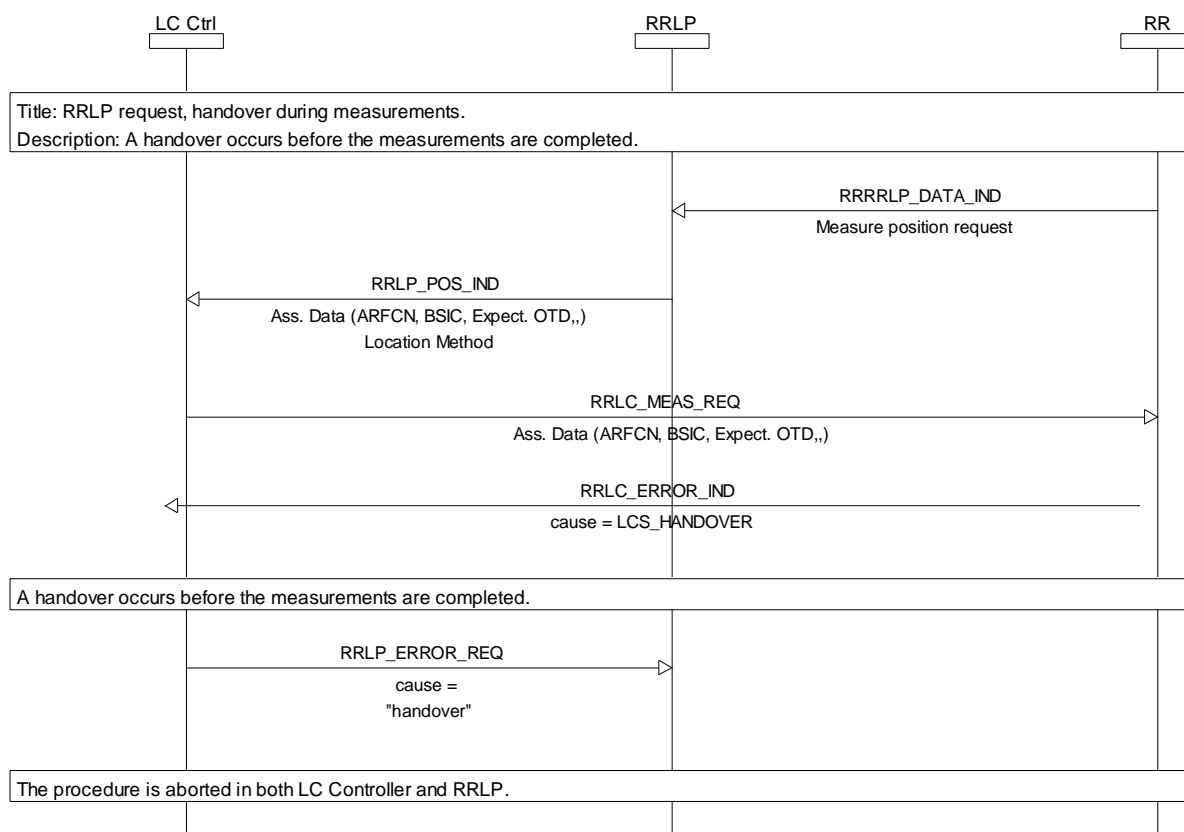 LC Ctrl RRLP RR
Title: RRLP request, handover during measurements.
Description: A handover occurs before the measurements are completed.
RRRRLP_DATA_IND
Measure position request
RRLP_POS_IND
Ass. Data (ARFCN, BSIC, Expect. OTD,,)
Location Method
RRLC_MEAS_REQ
Ass. Data (ARFCN, BSIC, Expect. OTD,,)
RRLC_ERROR_IND
cause = LCS_HANDOVER
A handover occurs before the measurements are completed.
RRLP_ERROR_REQ
cause =
"handover"
The procedure is aborted in both LC Controller and RRLP.